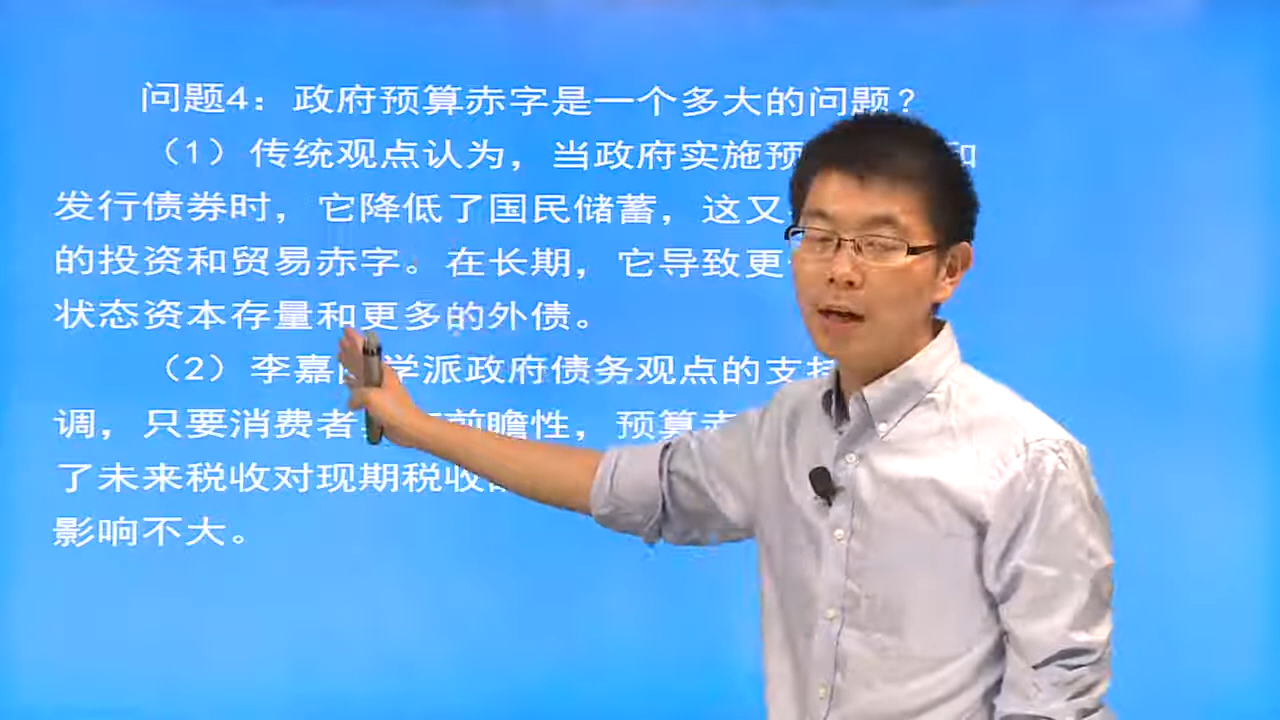 问题4：政府预算赤字是一个多大的问题？
（1）传统观点认为，当政府实施预 和
发行债券时，它降低了国民储蓄，这又
的投资和贸易赤字。在长期，它导致更
状态资本存量和更多的外债。
（2）李嘉 学派政府债务观点的支持
调，只要消费者 前瞻性，预算赤
了未来税收对现期税收
影响不大。